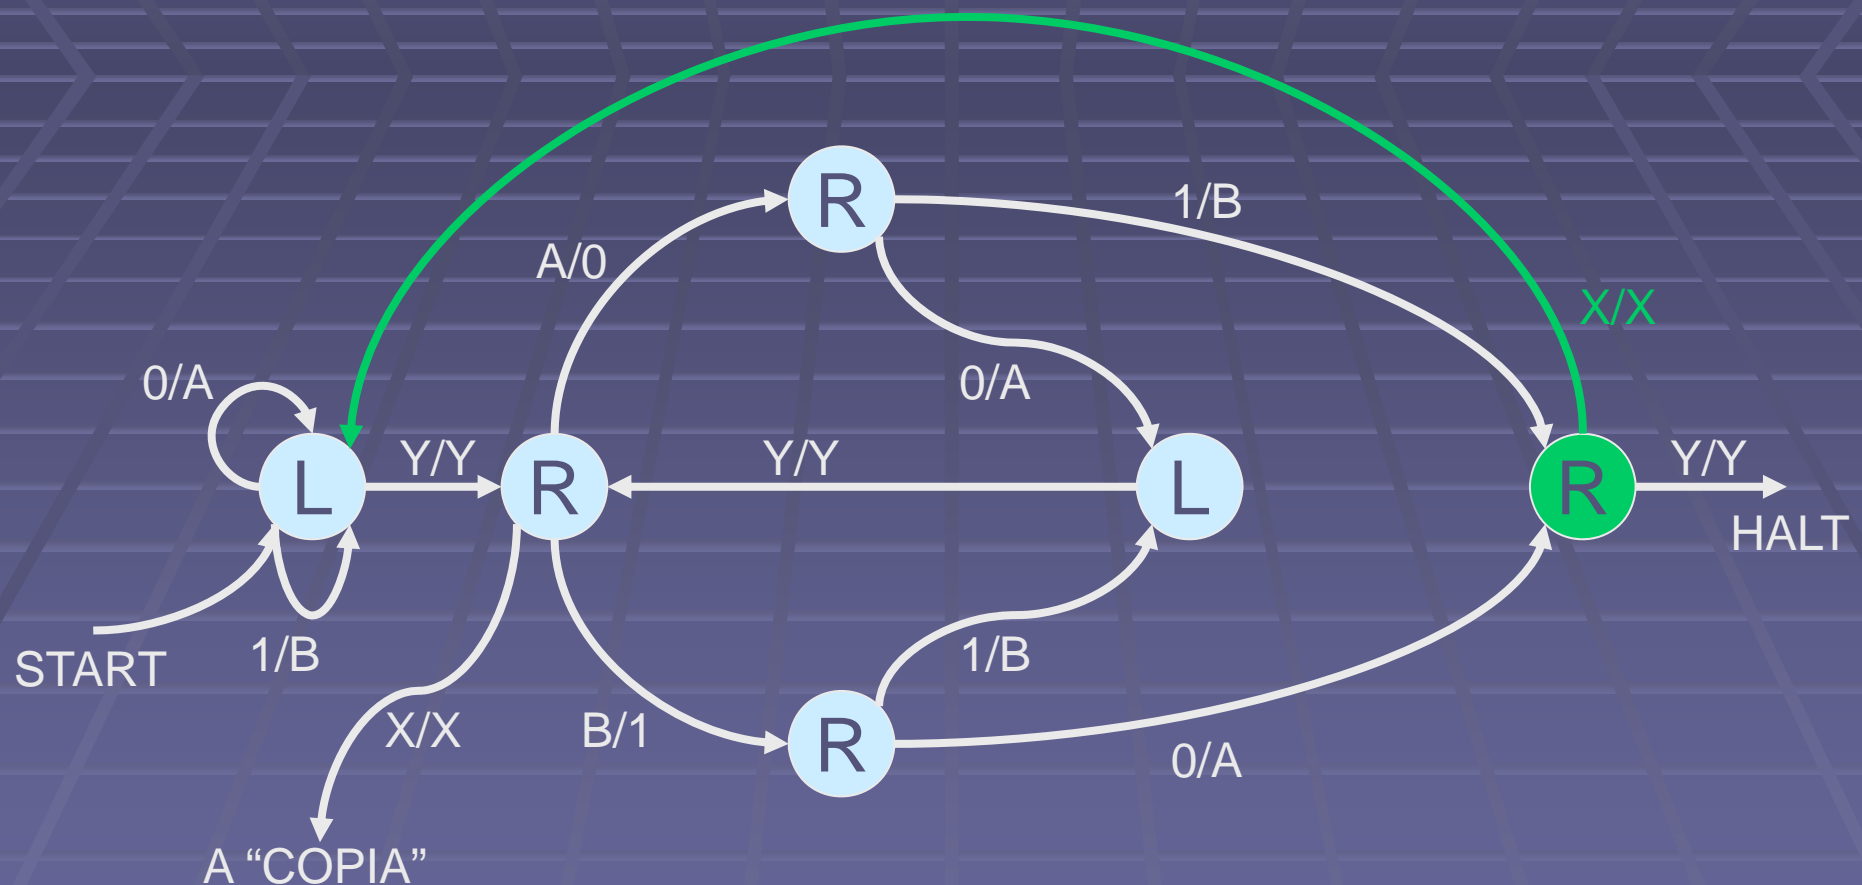 R
1/B
A/0
X/X
0/A
0/A
Y/Y
Y/Y
Y/Y
L
R
L
R
HALT
START
1/B
1/B
X/X
B/1
R
0/A
A “COPIA”